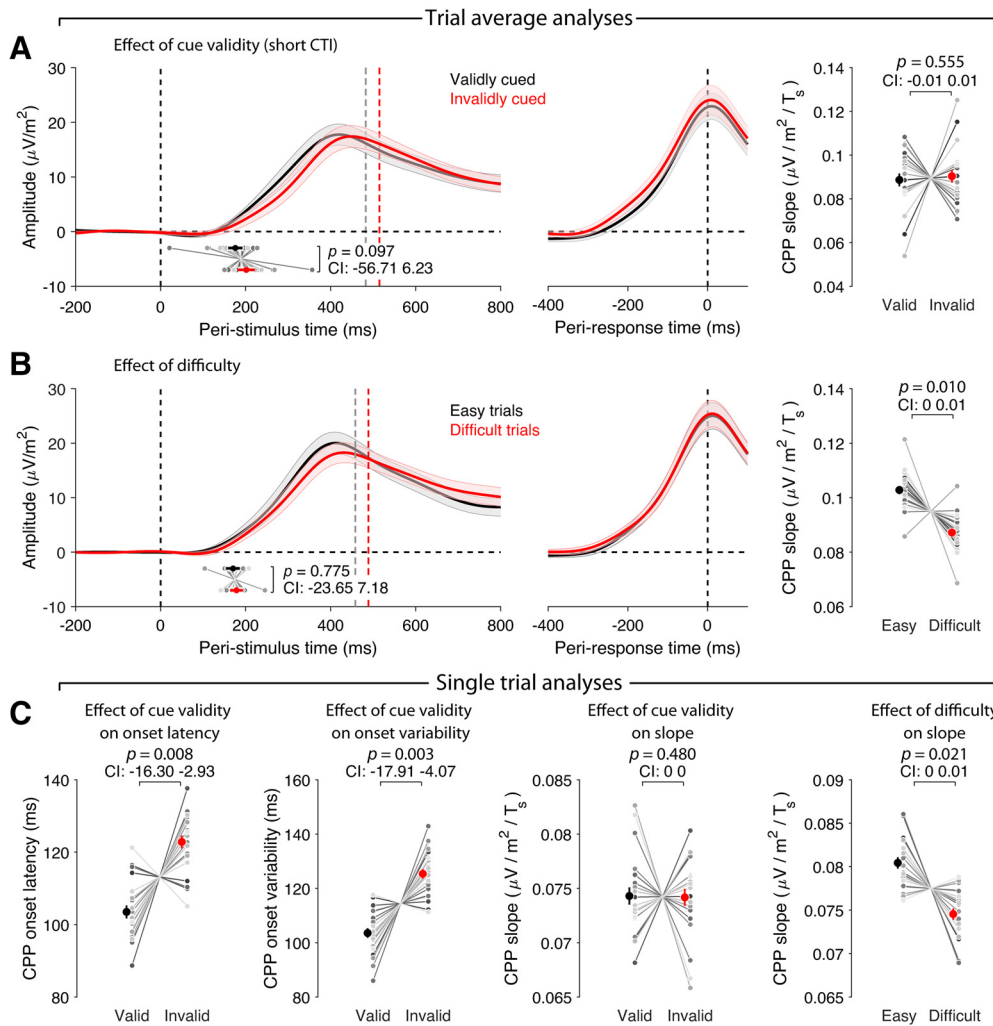 Trial average analyses
A
Effect of cue validity (short CTI)
Validly cued
Invalidly cued
Amplitude (μV/m²)
30
20
10
0
-10
p = 0.097
CI: -56.71 6.23
-200 0 200 400 600 800
Peri-stimulus time (ms)
-400 -200 0
Peri-response time (ms)
p = 0.555
CI: -0.01 0.01
CPP slope ( μV / m² / Ts )
0.14
0.12
0.1
0.08
0.06
0.04
Valid Invalid
B
Effect of difficulty
Easy trials
Difficult trials
Amplitude (μV/m²)
30
20
10
0
-10
p = 0.775
CI: -23.65 7.18
-200 0 200 400 600 800
Peri-stimulus time (ms)
-400 -200 0
Peri-response time (ms)
p = 0.010
CI: 0 0.01
CPP slope ( μV / m² / Ts )
0.14
0.12
0.1
0.08
0.06
Easy Difficult
Single trial analyses
C
Effect of cue validity
on onset latency
p = 0.008
CI: -16.30 -2.93
CPP onset latency (ms)
140
120
100
80
Valid Invalid
Effect of cue validity
on onset variability
p = 0.003
CI: -17.91 -4.07
CPP onset variability (ms)
160
140
120
100
80
Valid Invalid
Effect of cue validity
on slope
p = 0.480
CI: 0 0
CPP slope ( μV / m² / Ts )
0.085
0.08
0.075
0.07
0.065
Valid Invalid
Effect of difficulty
on slope
p = 0.021
CI: 0 0.01
CPP slope ( μV / m² / Ts )
0.09
0.085
0.08
0.075
0.07
0.065
Easy Difficult